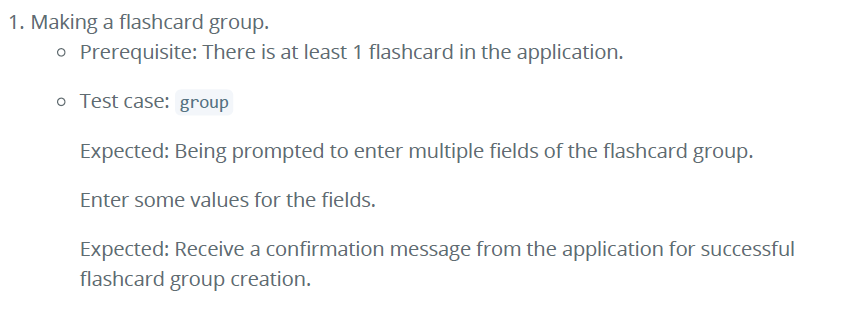 1. Making a flashcard group.
Prerequisite: There is at least 1 flashcard in the application.
Test case: group
Expected: Being prompted to enter multiple fields of the flashcard group.
Enter some values for the fields.
Expected: Receive a confirmation message from the application for successful
flashcard group creation.